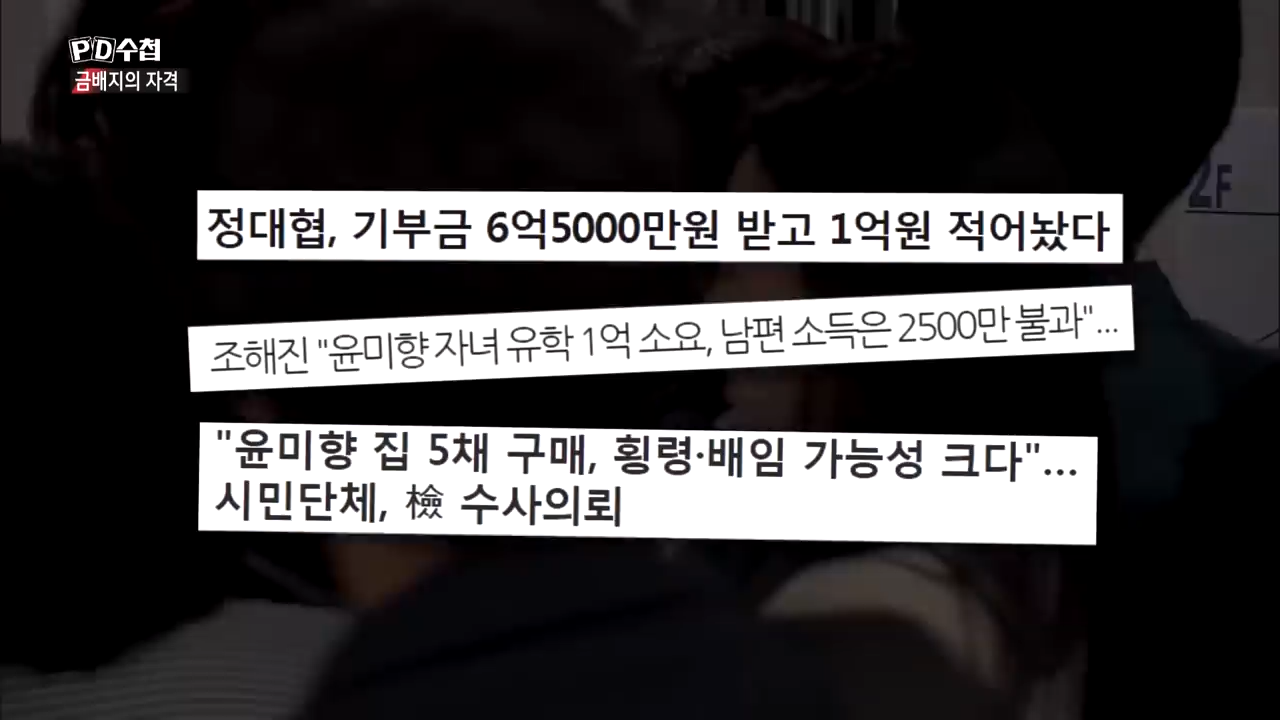 PD수첩
금배지의 자격
2F
정대협, 기부금 6억5000만원 받고 1억원 적어놨다
조해진 "윤미향 자녀 유학 1억 소요, 남편 소득은 2500만 불과"...
"윤미향 집 5채 구매, 횡령·배임 가능성 크다"...
시민단체, 檢 수사의뢰